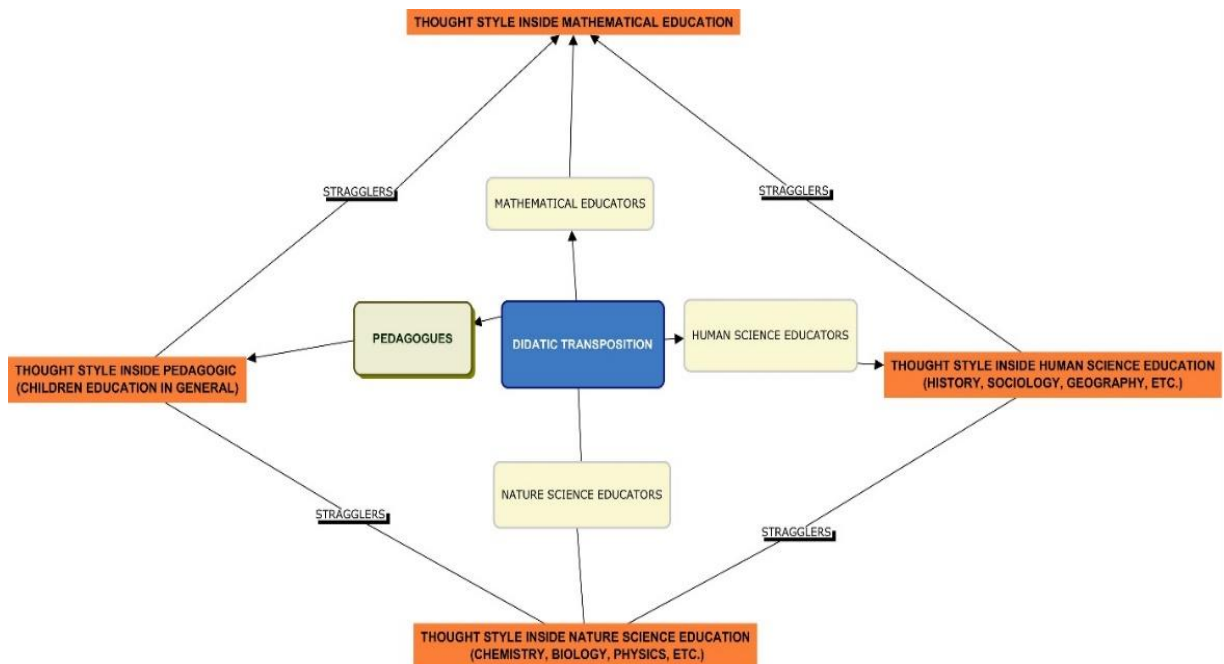 THOUGHT STYLE INSIDE MATHEMATICAL EDUCATION
STRAGGLERS
STRAGGLERS
MATHEMATICAL EDUCATORS
PEDAGOGUES
DIDATIC TRANSPOSITION
HUMAN SCIENCE EDUCATORS
THOUGHT STYLE INSIDE PEDAGOGIC
(CHILDREN EDUCATION IN GENERAL)
THOUGHT STYLE INSIDE HUMAN SCIENCE EDUCATION
(HISTORY, SOCIOLOGY, GEOGRAPHY, ETC.)
NATURE SCIENCE EDUCATORS
STRAGGLERS
STRAGGLERS
THOUGHT STYLE INSIDE NATURE SCIENCE EDUCATION
(CHEMISTRY, BIOLOGY, PHYSICS, ETC.)